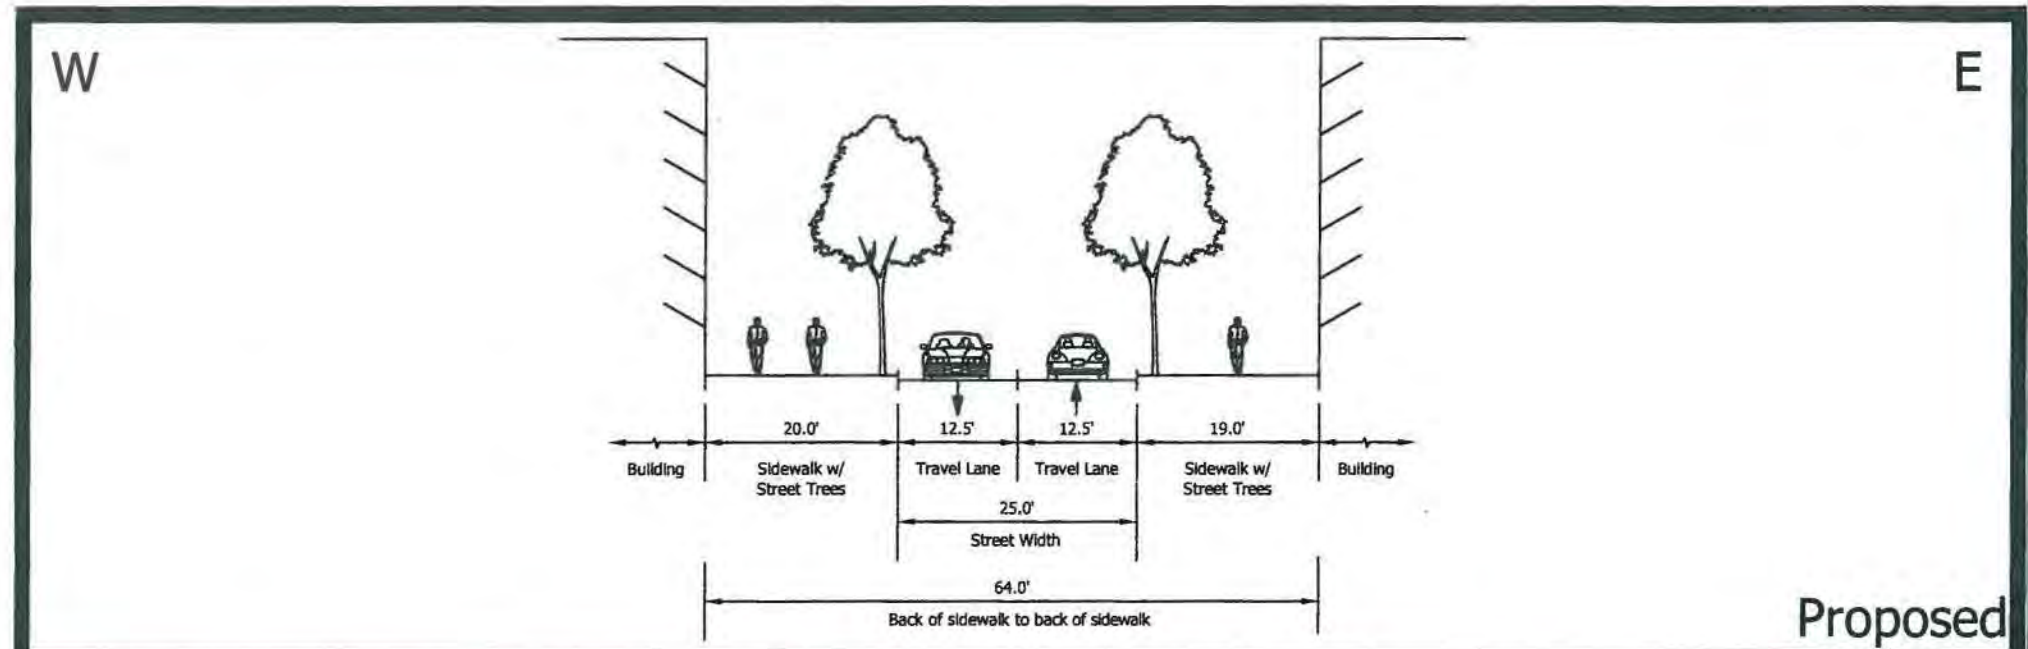 W
E
20.0'
12.5'
12.5'
19.0'
Building
Sidewalk w/
Street Trees
Travel Lane
Travel Lane
Sidewalk w/
Street Trees
Building
25.0'
Street Width
64.0'
Back of sidewalk to back of sidewalk
Proposed